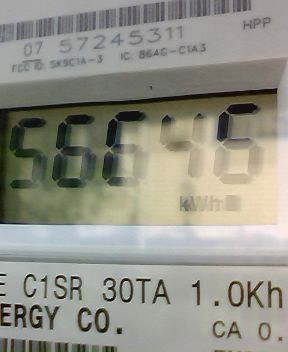 HPP
07 57245311
FCC ID: SK9C1A-3 IC: 864G-C1A3
56646
kWh
E C1SR 30TA 1.0Kh
ERGY CO.
CA 0.